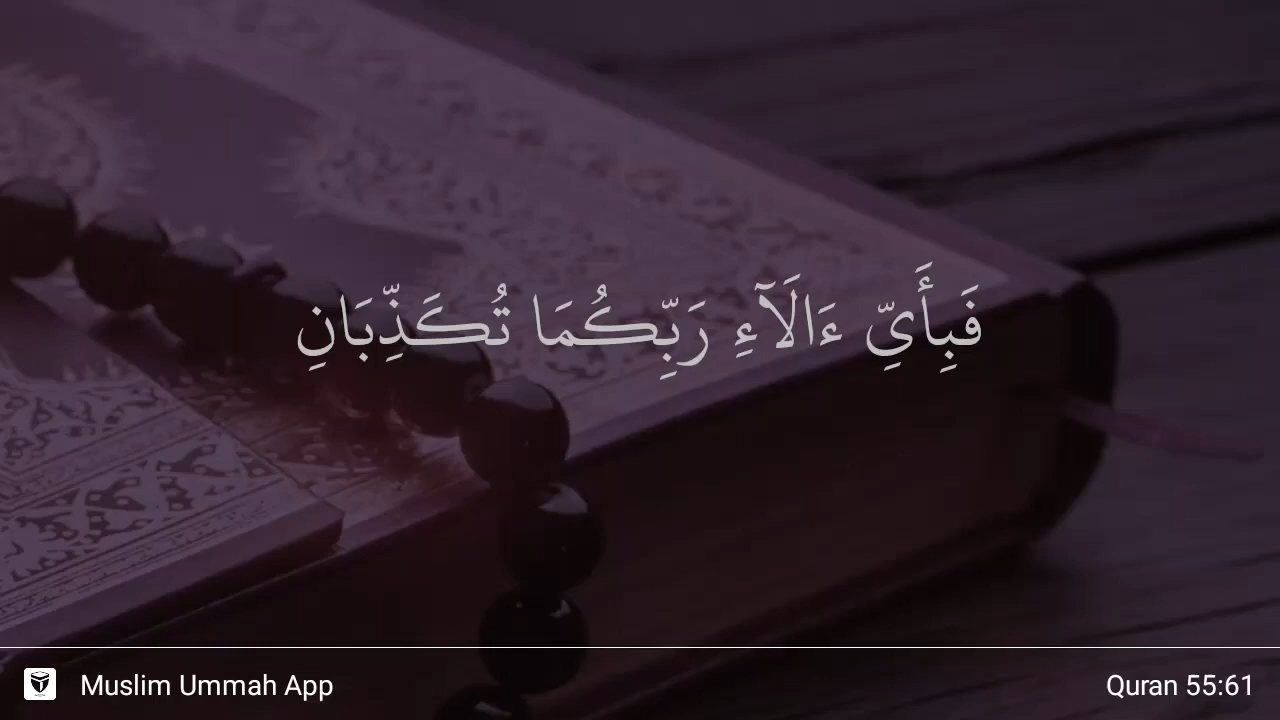 فَبِأَيِّ ءَالَآءِ رَبِّكُمَا تُكَذِّبَانِ
Muslim Ummah App
Quran 55:61